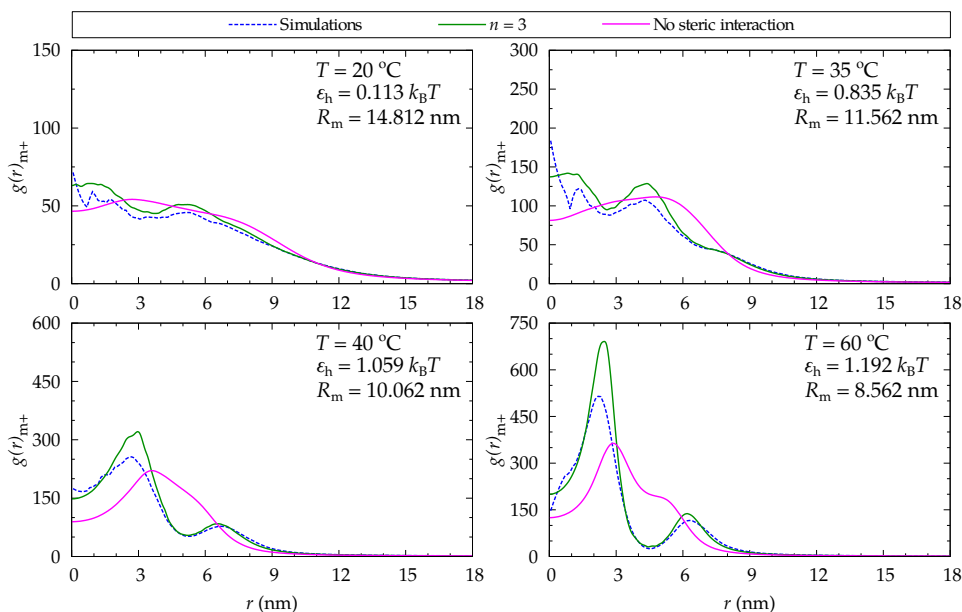 Simulations n = 3 No steric interaction
150
100
50
0
g(r)m+
T = 20 ºC
εh = 0.113 kBT
Rm = 14.812 nm
0 3 6 9 12 15 18
300
250
200
150
100
50
0
g(r)m+
T = 35 ºC
εh = 0.835 kBT
Rm = 11.562 nm
0 3 6 9 12 15 18
600
450
300
150
0
g(r)m+
T = 40 ºC
εh = 1.059 kBT
Rm = 10.062 nm
0 3 6 9 12 15 18
r (nm)
750
600
450
300
150
0
g(r)m+
T = 60 ºC
εh = 1.192 kBT
Rm = 8.562 nm
0 3 6 9 12 15 18
r (nm)